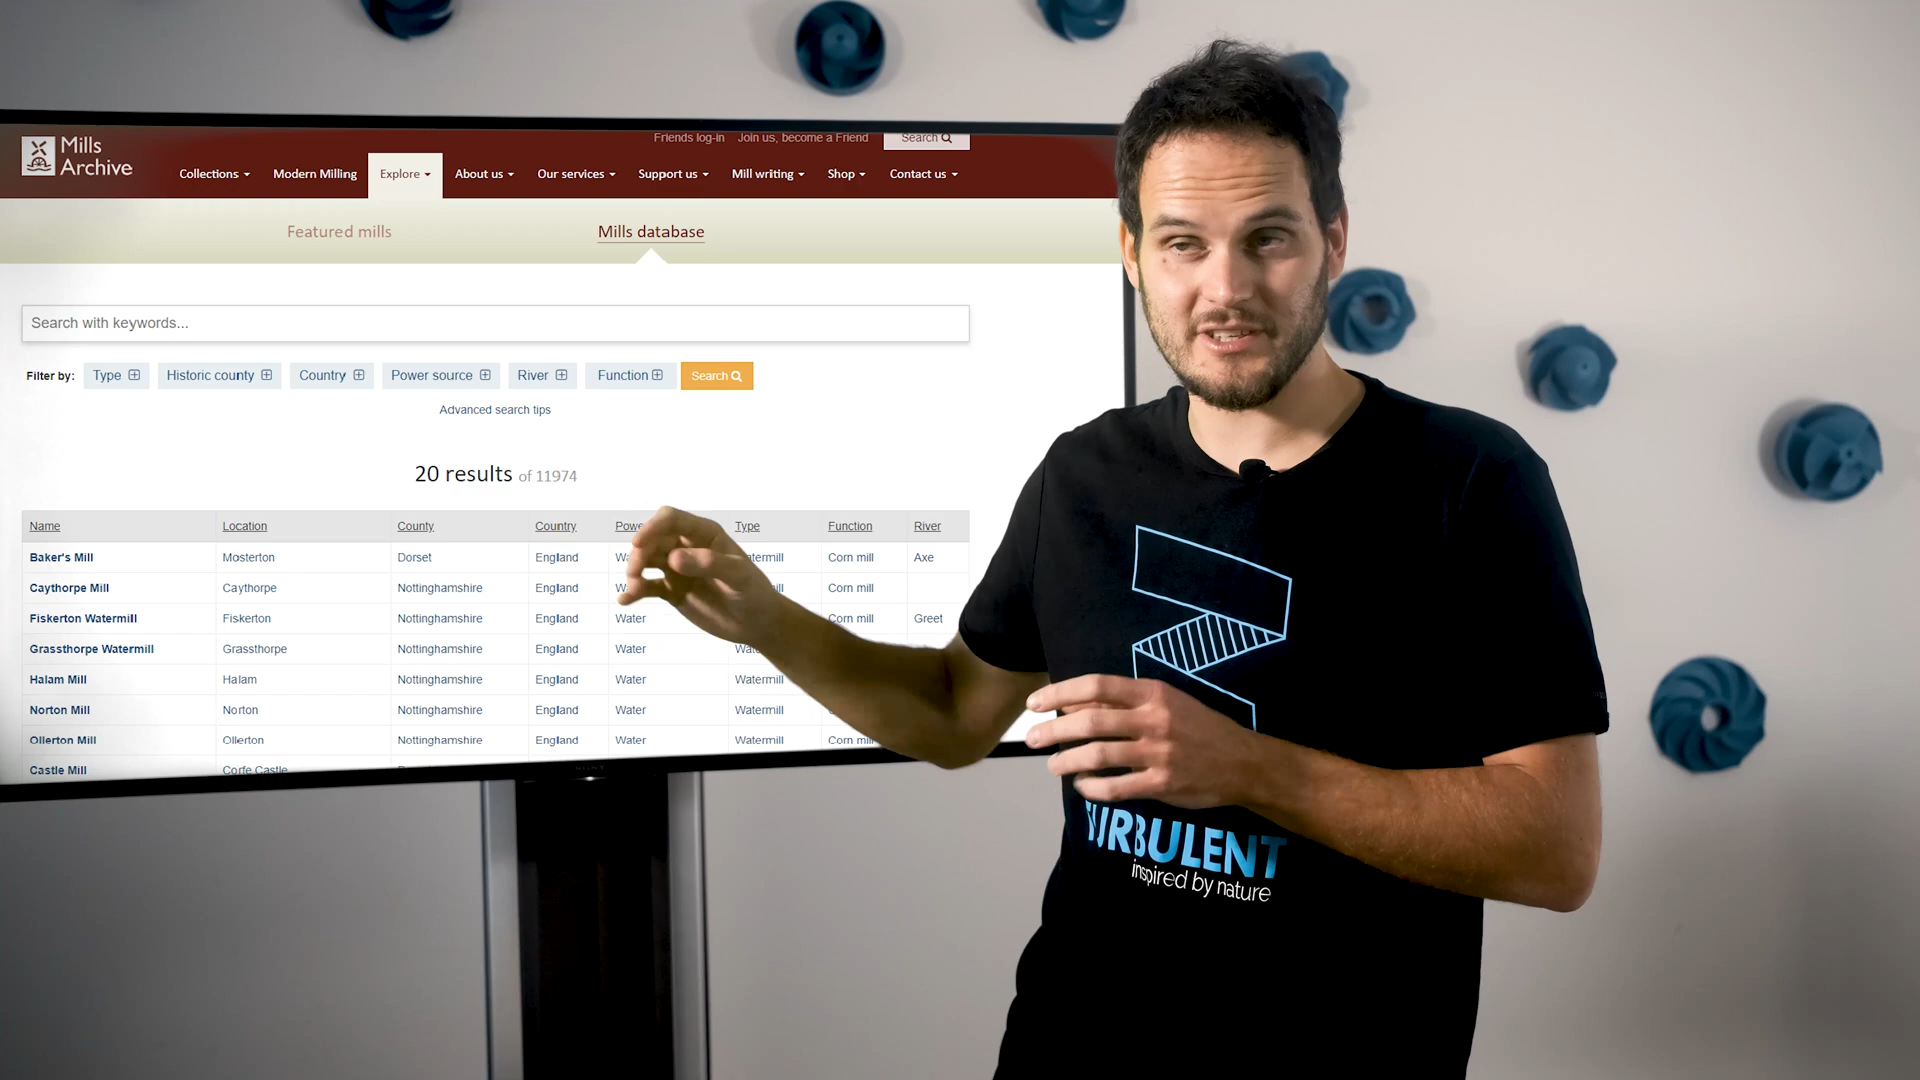 Mills
Archive
Friends log-in Join us, become a Friend Search
Collections Modern Milling Explore About us Our services Support us Mill writing Shop Contact us
Featured mills Mills database
Search with keywords...
Filter by: Type Historic county Country Power source River Function Search
Advanced search tips
20 results of 11974
Name Location County Country Type Function River
Baker's Mill Mosterton Dorset England Corn mill Axe
Caythorpe Mill Caythorpe Nottinghamshire England Corn mill
Fiskerton Watermill Fiskerton Nottinghamshire England Water Corn mill Greet
Grassthorpe Watermill Grassthorpe Nottinghamshire England Water
Halam Mill Halam Nottinghamshire England Water Watermill
Norton Mill Norton Nottinghamshire England Water Watermill
Ollerton Mill Ollerton Nottinghamshire England Water Watermill Corn mill
Castle Mill Corfe Castle
SONY
TURBULENT
inspired by nature